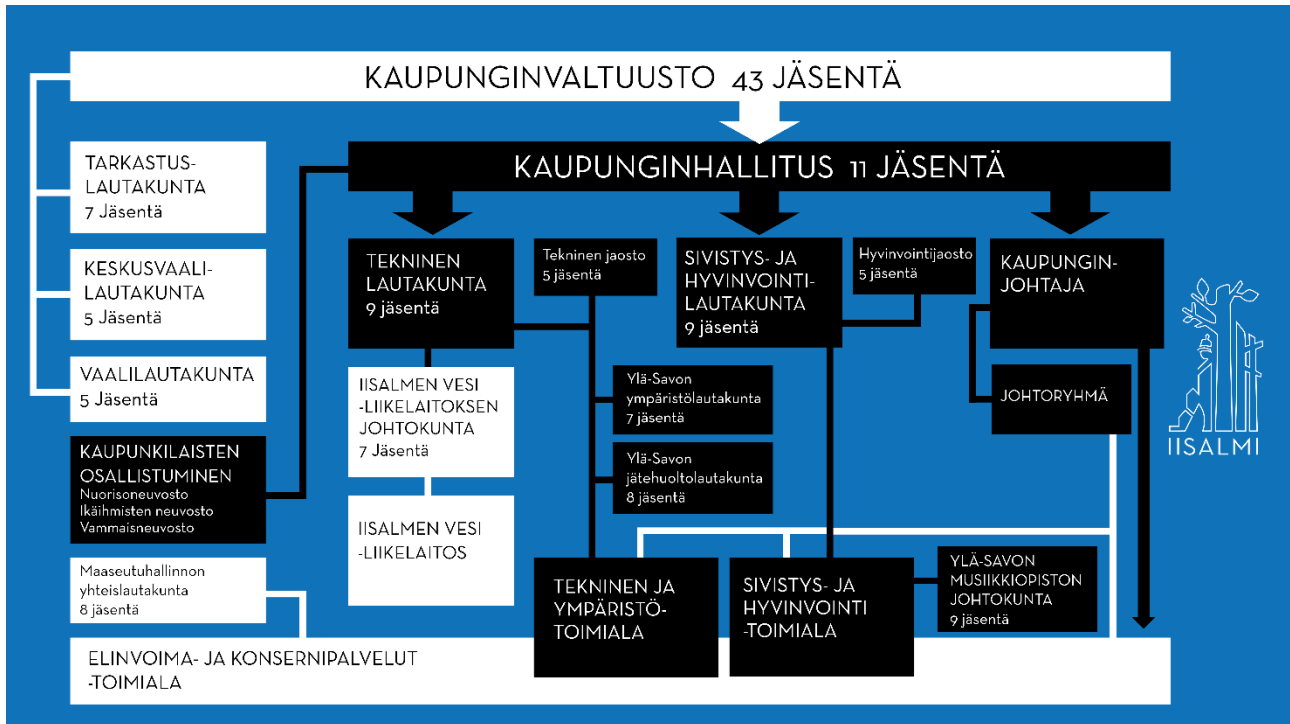 KAUPUNGINVALTUUSTO 43 JÄSENTÄ
KAUPUNGINHALLITUS 11 JÄSENTÄ
TARKASTUS-
LAUTAKUNTA
7 Jäsentä
KESKUSVAALI-
LAUTAKUNTA
5 Jäsentä
VAALILAUTAKUNTA
5 Jäsentä
KAUPUNKILAISTEN
OSALLISTUMINEN
Nuorisoneuvosto
Ikäihmisten neuvosto
Vammaisneuvosto
Maaseutuhallinnon
yhteislautakunta
8 jäsentä
TEKNINEN
LAUTAKUNTA
9 jäsentä
Tekninen jaosto
5 jäsentä
SIVISTYS- JA
HYVINVOINTI-
LAUTAKUNTA
9 jäsentä
Hyvinvointijaosto
5 jäsentä
KAUPUNGIN-
JOHTAJA
IISALMEN VESI
-LIIKELAITOKSEN
JOHTOKUNTA
7 Jäsentä
Ylä-Savon
ympäristölautakunta
7 jäsentä
JOHTORYHMÄ
Ylä-Savon
jätehuoltolautakunta
8 jäsentä
IISALMEN VESI
-LIIKELAITOS
TEKNINEN JA
YMPÄRISTÖ-
TOIMIALA
SIVISTYS- JA
HYVINVOINTI
-TOIMIALA
YLÄ-SAVON
MUSIIKKIOPISTON
JOHTOKUNTA
9 jäsentä
ELINVOIMA- JA KONSERNIPALVELUT
-TOIMIALA
IISALMI